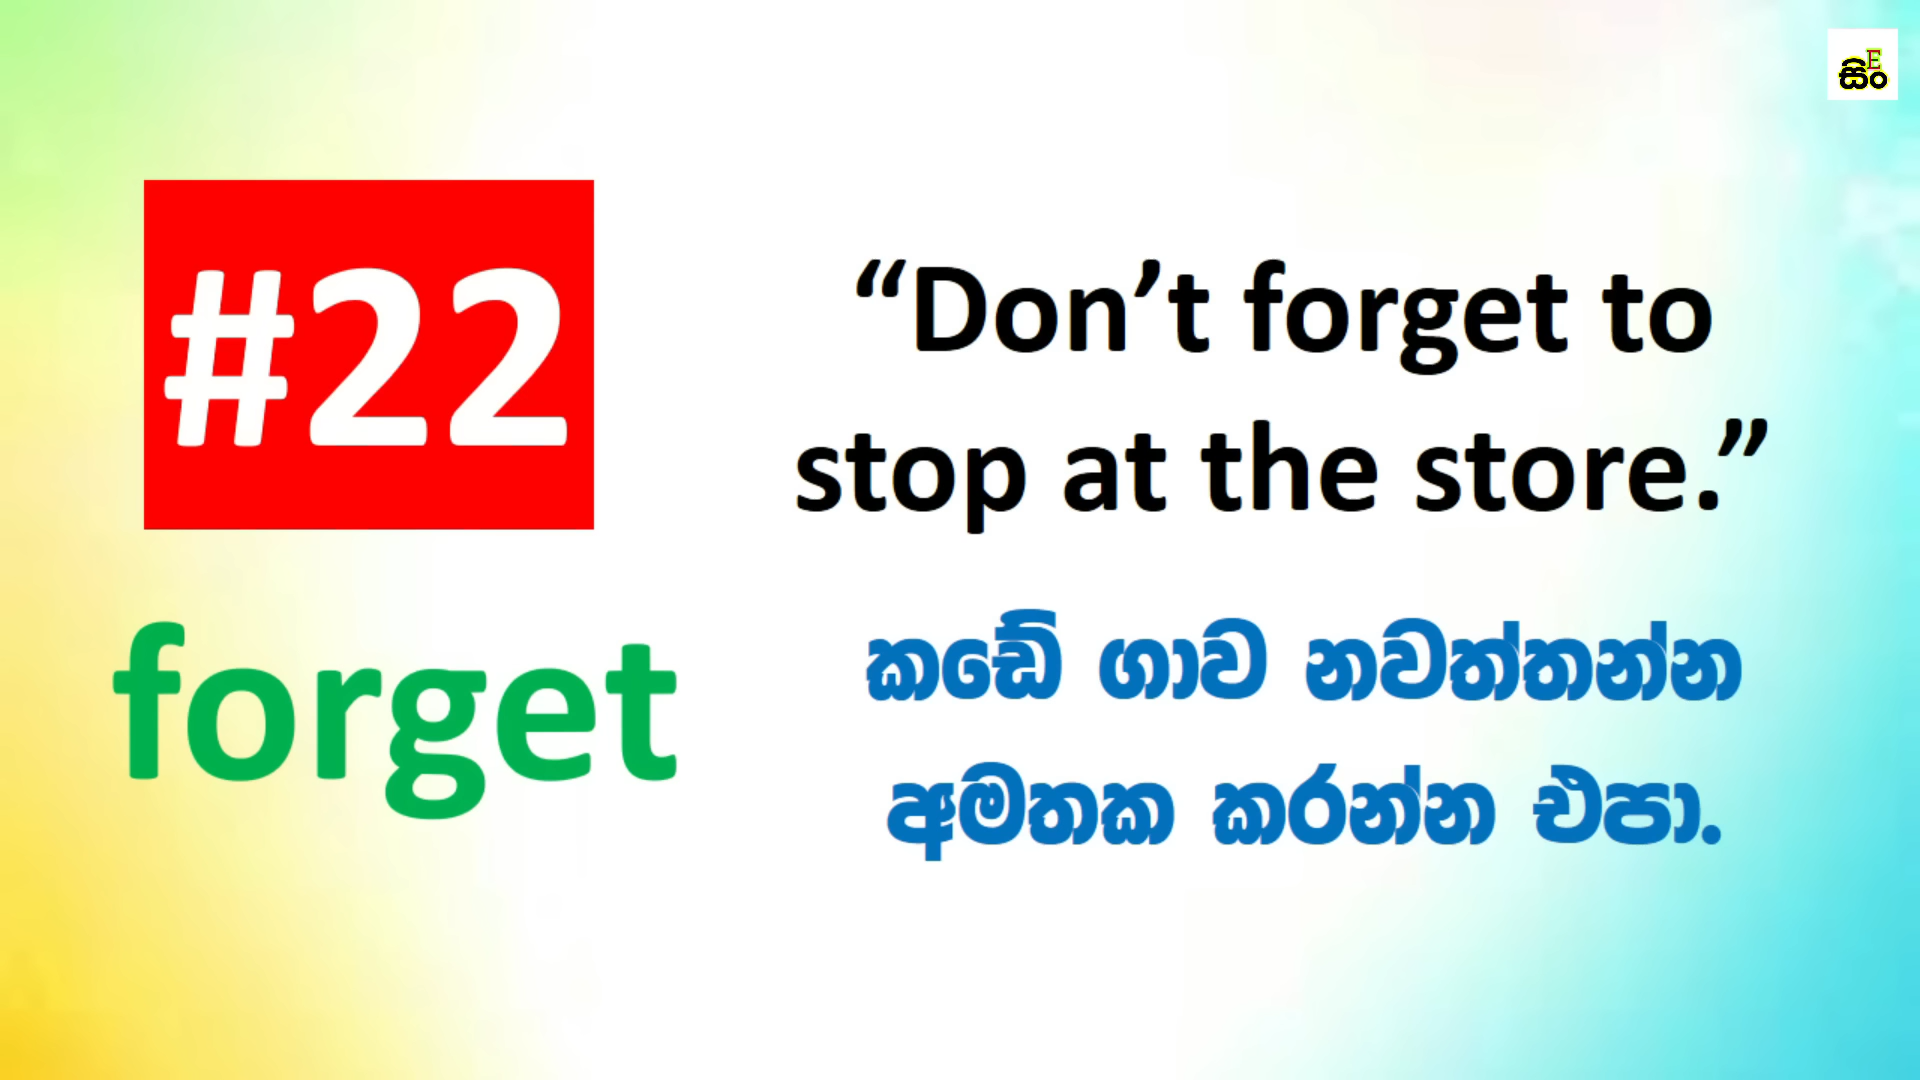 සිං
E
#22
forget
“Don’t forget to
stop at the store.”
කඩේ ගාව නවත්තන්න
අමතක කරන්න එපා.